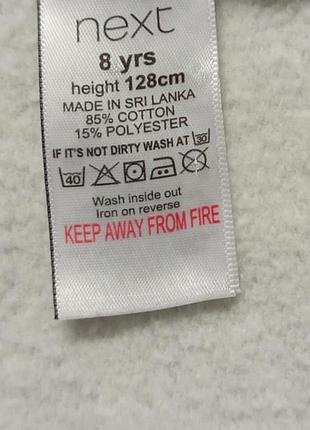 next
8 yrs
height 128cm
MADE IN SRI LANKA
85% COTTON
15% POLYESTER
IF IT'S NOT DIRTY WASH AT 30
40
Wash inside out
Iron on reverse
KEEP AWAY FROM FIRE